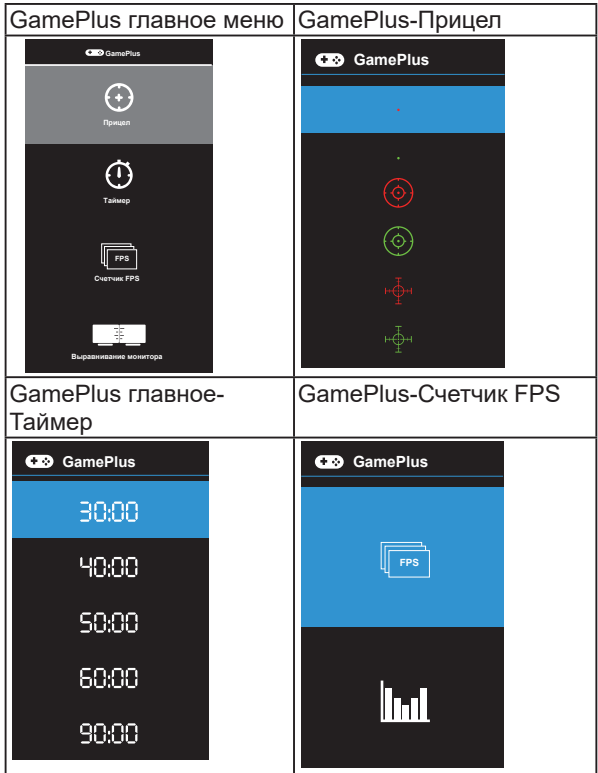 GamePlus главное меню
GamePlus-Прицел
GamePlus
Прицел
Таймер
FPS
Счетчик FPS
Выравнивание монитора
GamePlus
GamePlus главное-
Таймер
GamePlus-Счетчик FPS
GamePlus
30:00
40:00
50:00
60:00
90:00
GamePlus
FPS